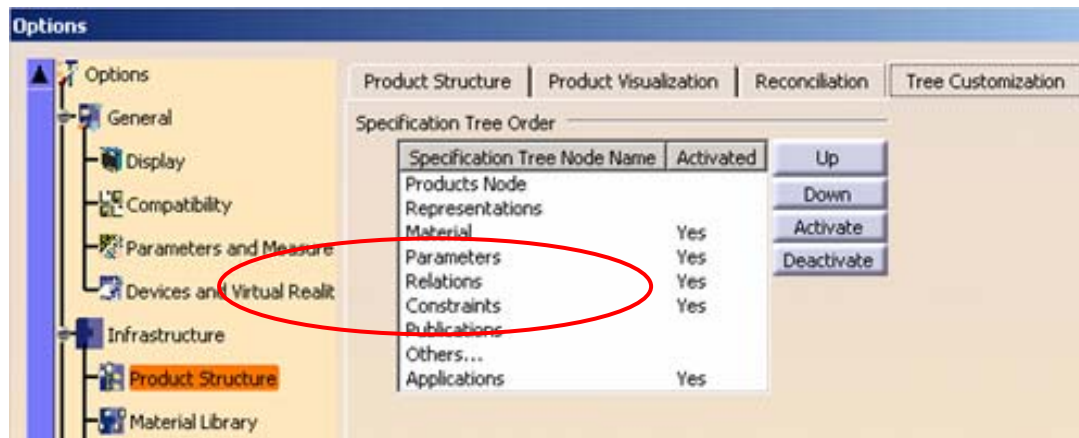 Options
Options
General
Display
Compatibility
Parameters and Measure
Devices and Virtual Realit
Infrastructure
Product Structure
Material Library
Product Structure Product Visualization Reconciliation Tree Customization
Specification Tree Order
Specification Tree Node Name Activated
Products Node
Representations
Material Yes
Parameters Yes
Relations Yes
Constraints Yes
Publications
Others...
Applications Yes
Up
Down
Activate
Deactivate